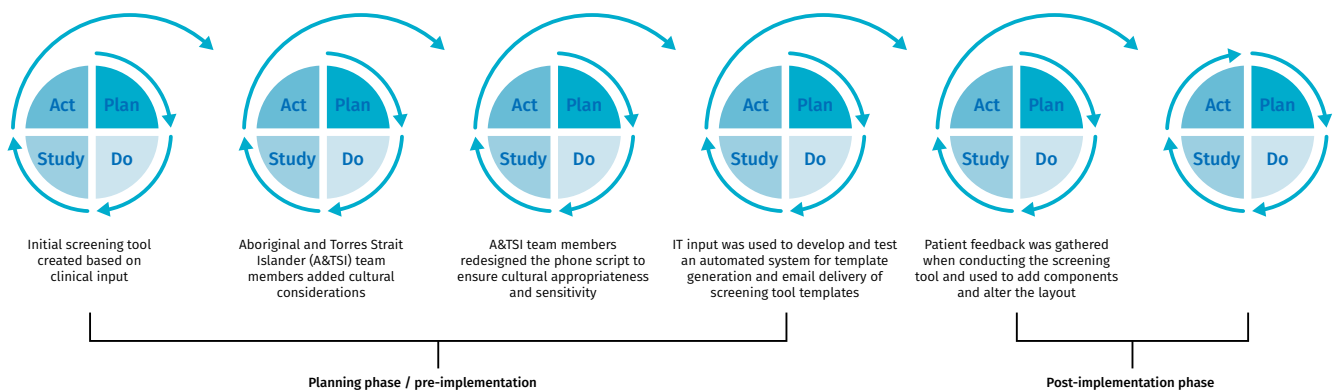 Act Plan
Study Do
Act Plan
Study Do
Act Plan
Study Do
Act Plan
Study Do
Act Plan
Study Do
Act Plan
Study Do
Initial screening tool
created based on
clinical input
Aboriginal and Torres Strait
Islander (A&TSI) team
members added cultural
considerations
A&TSI team members
redesigned the phone script to
ensure cultural appropriateness
and sensitivity
IT input was used to develop and test
an automated system for template
generation and email delivery of
screening tool templates
Patient feedback was gathered
when conducting the screening
tool and used to add components
and alter the layout
Planning phase / pre-implementation
Post-implementation phase